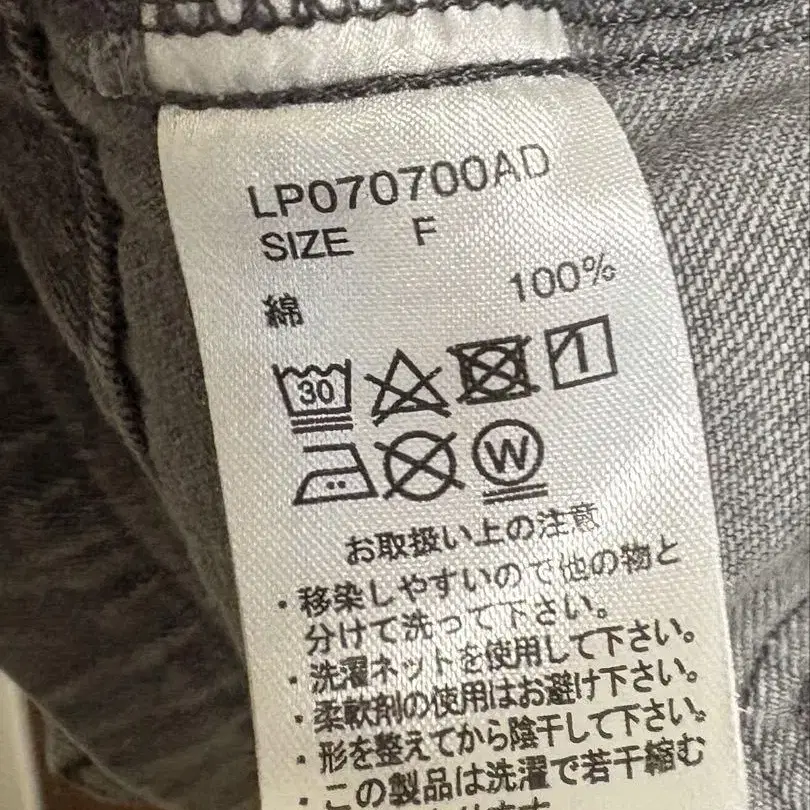 LP070700AD
SIZE F
綿 100%
30
W
お取扱い上の注意
・移染しやすいので他の物と
分けて洗って下さい。
・洗濯ネットを使用して下さい。
・柔軟剤の使用はお避け下さい。
・形を整えてから陰干して下さい。
・この製品は洗濯で若干縮む